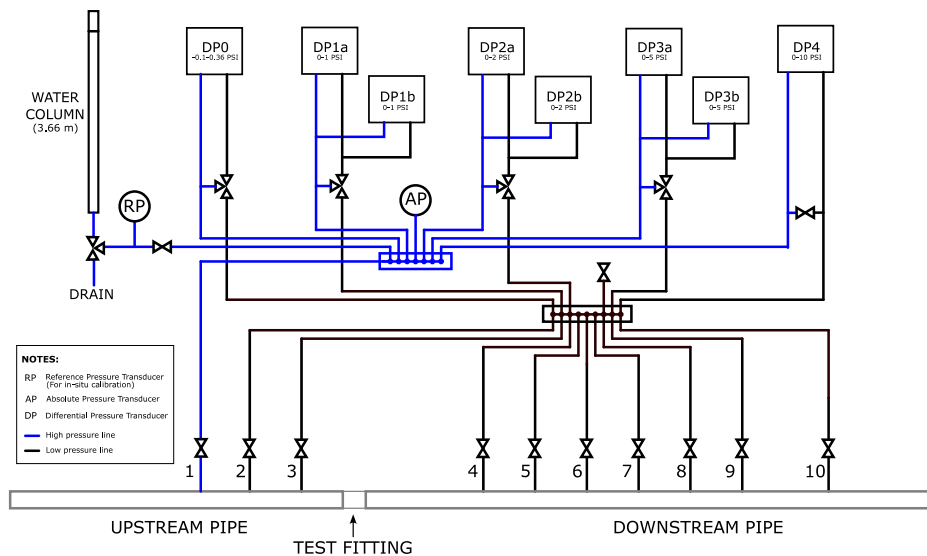 DP0
-0.1-0.36 PSI
DP1a
0-1 PSI
DP2a
0-2 PSI
DP3a
0-5 PSI
DP4
0-10 PSI
DP1b
0-1 PSI
DP2b
0-2 PSI
DP3b
0-5 PSI
WATER
COLUMN
(3.66 m)
RP
AP
DRAIN
NOTES:
RP Reference Pressure Transducer
(For in-situ calibration)
AP Absolute Pressure Transducer
DP Differential Pressure Transducer
High pressure line
Low pressure line
1 2 3 4 5 6 7 8 9 10
UPSTREAM PIPE
DOWNSTREAM PIPE
TEST FITTING